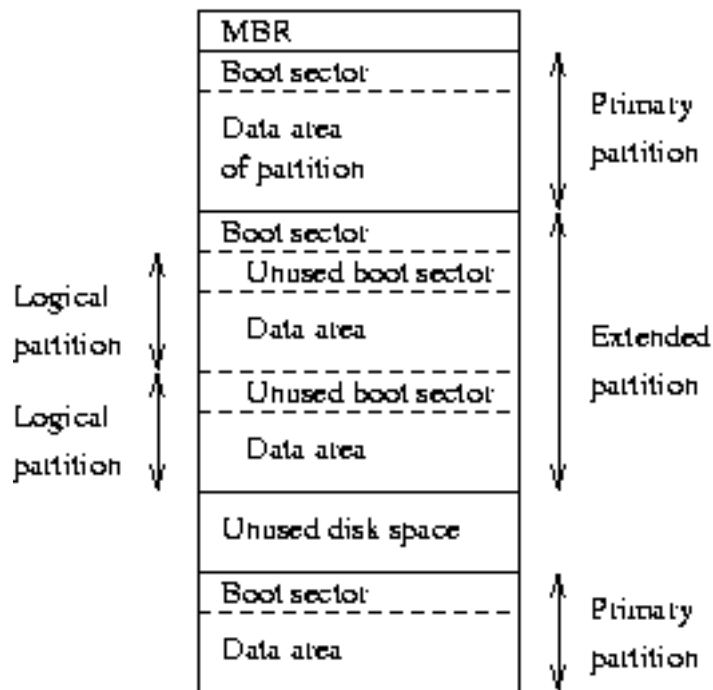 MBR
Boot sector
Data area
of partition
Primary
partition
Boot sector
Unused boot sector
Data area
Logical
partition
Unused boot sector
Data area
Logical
partition
Extended
partition
Unused disk space
Boot sector
Data area
Primary
partition